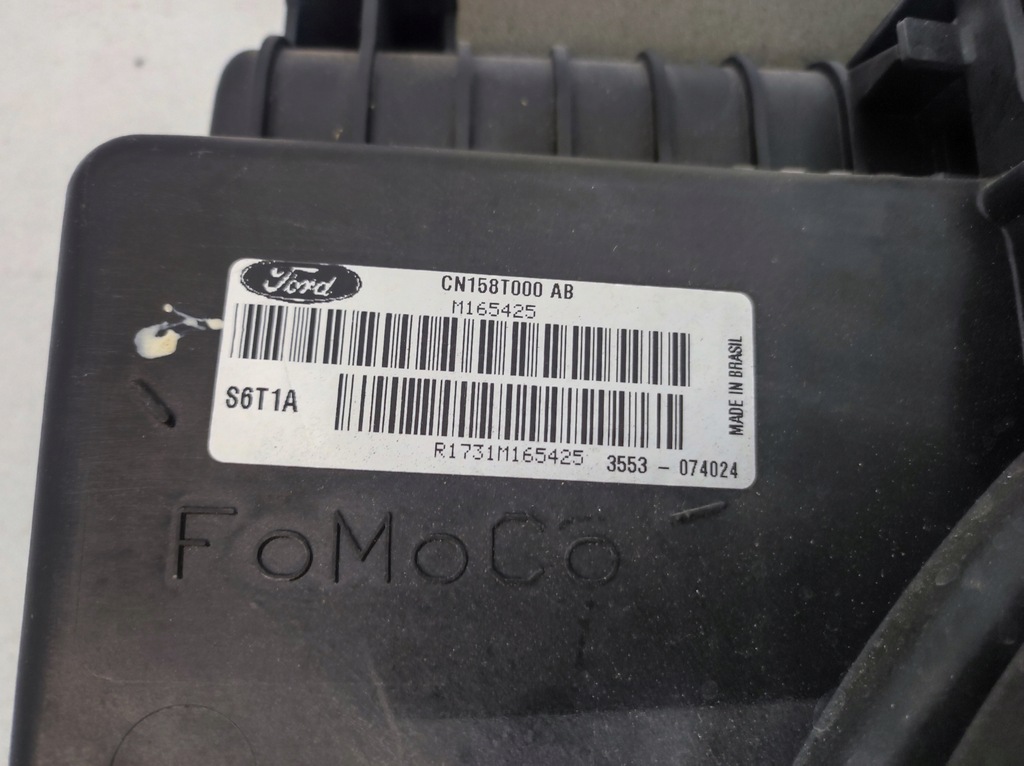 Ford
CN158T000 AB
M165425
MADE IN BRASIL
S6T1A
R1731M165425
3553 - 074024
FoMoCo